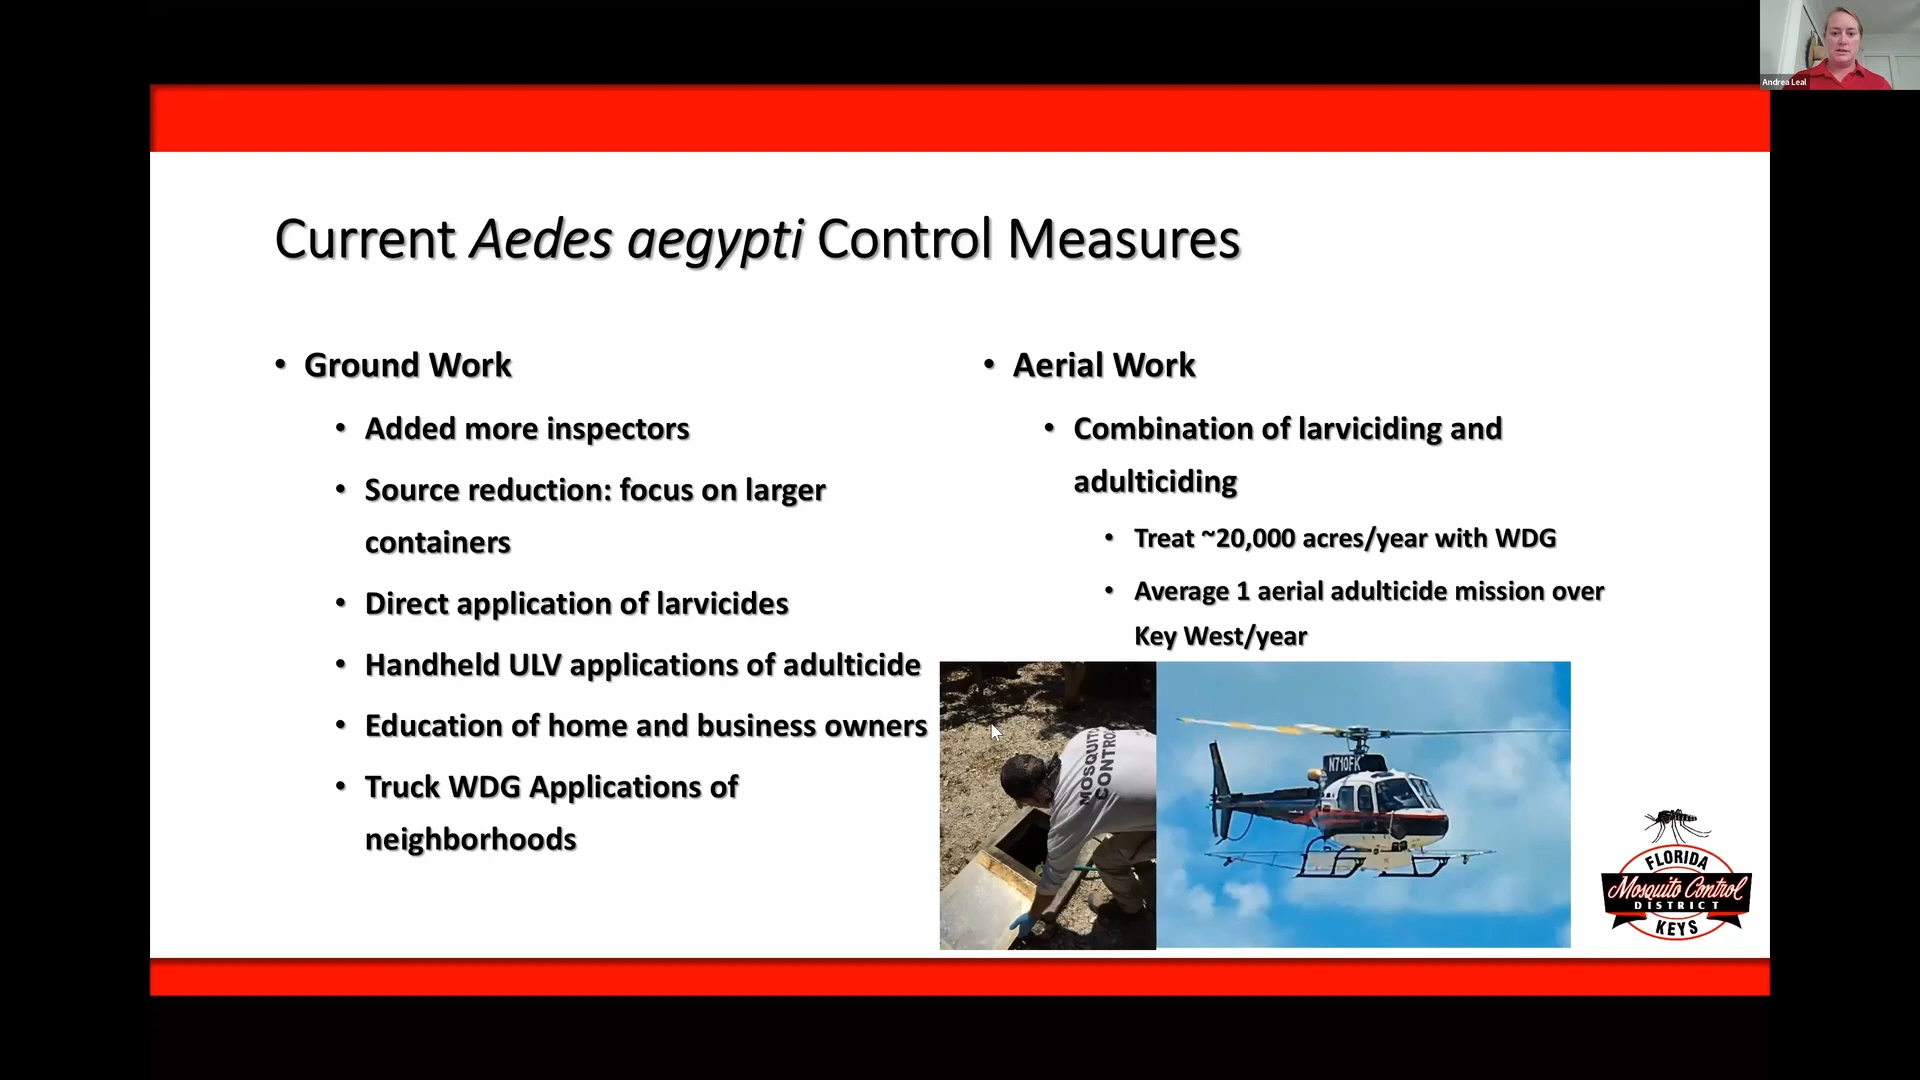 Andrea Leal
Current Aedes aegypti Control Measures
• Ground Work
• Added more inspectors
• Source reduction: focus on larger
containers
• Direct application of larvicides
• Handheld ULV applications of adulticide
• Education of home and business owners
• Truck WDG Applications of
neighborhoods
• Aerial Work
• Combination of larviciding and
adulticiding
• Treat ~20,000 acres/year with WDG
• Average 1 aerial adulticide mission over
Key West/year
MOSQUITO
CONTROL
N710FK
FLORIDA
Mosquito Control
DISTRICT
KEYS